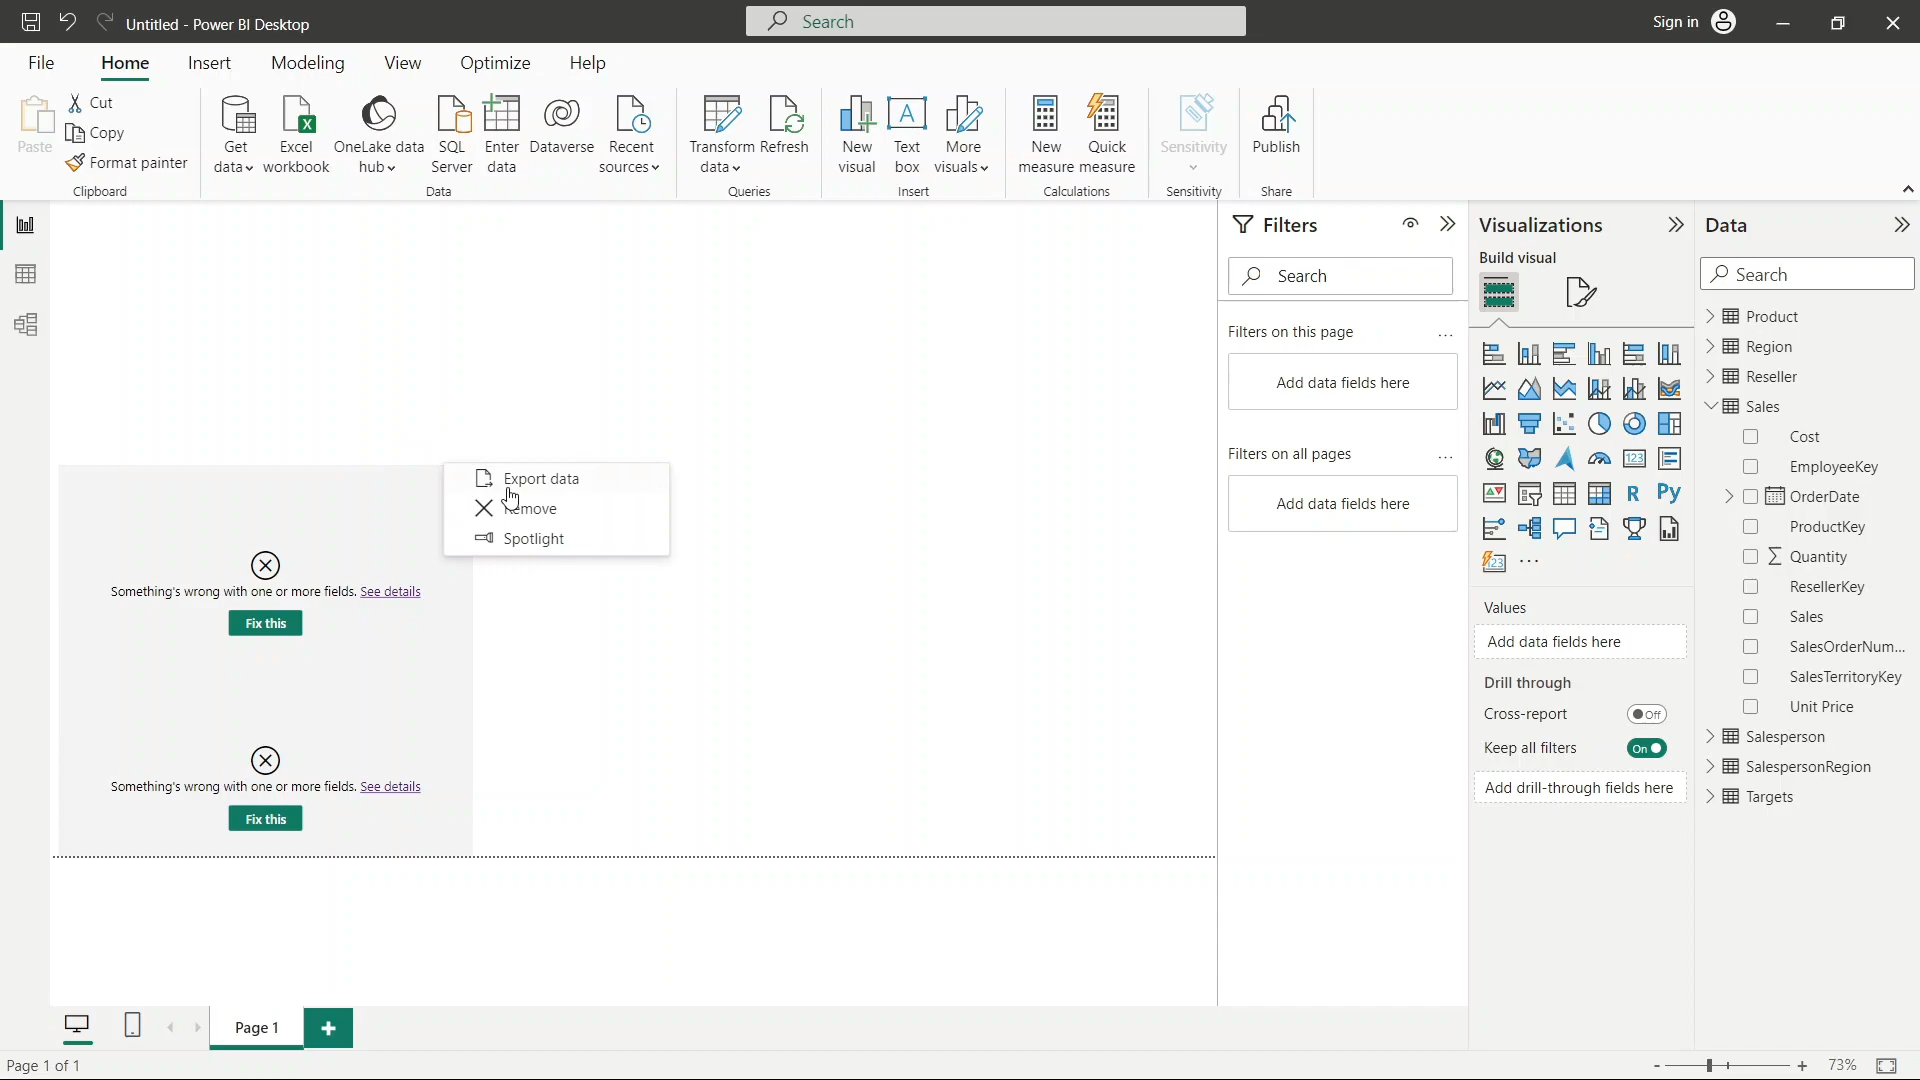 Untitled - Power BI Desktop
Search
Sign in
File
Home
Insert
Modeling
View
Optimize
Help
Paste
Cut
Copy
Format painter
Clipboard
Get
data
Excel
workbook
OneLake data
hub
SQL
Server
Enter
data
Dataverse
Recent
sources
Data
Transform
data
Refresh
Queries
New
visual
A
Text
box
More
visuals
Insert
New
measure
Quick
measure
Calculations
Sensitivity
Sensitivity
Publish
Share
Export data
Remove
Spotlight
Something's wrong with one or more fields. See details
Fix this
Something's wrong with one or more fields. See details
Fix this
Filters
Search
Filters on this page
...
Add data fields here
Filters on all pages
...
Add data fields here
Visualizations
Build visual
123
R
Py
123
...
Values
Add data fields here
Drill through
Cross-report
Off
Keep all filters
On
Add drill-through fields here
Data
Search
Product
Region
Reseller
Sales
Cost
EmployeeKey
OrderDate
ProductKey
Σ Quantity
ResellerKey
Sales
SalesOrderNum...
SalesTerritoryKey
Unit Price
Salesperson
SalespersonRegion
Targets
Page 1
+
Page 1 of 1
- + 73%